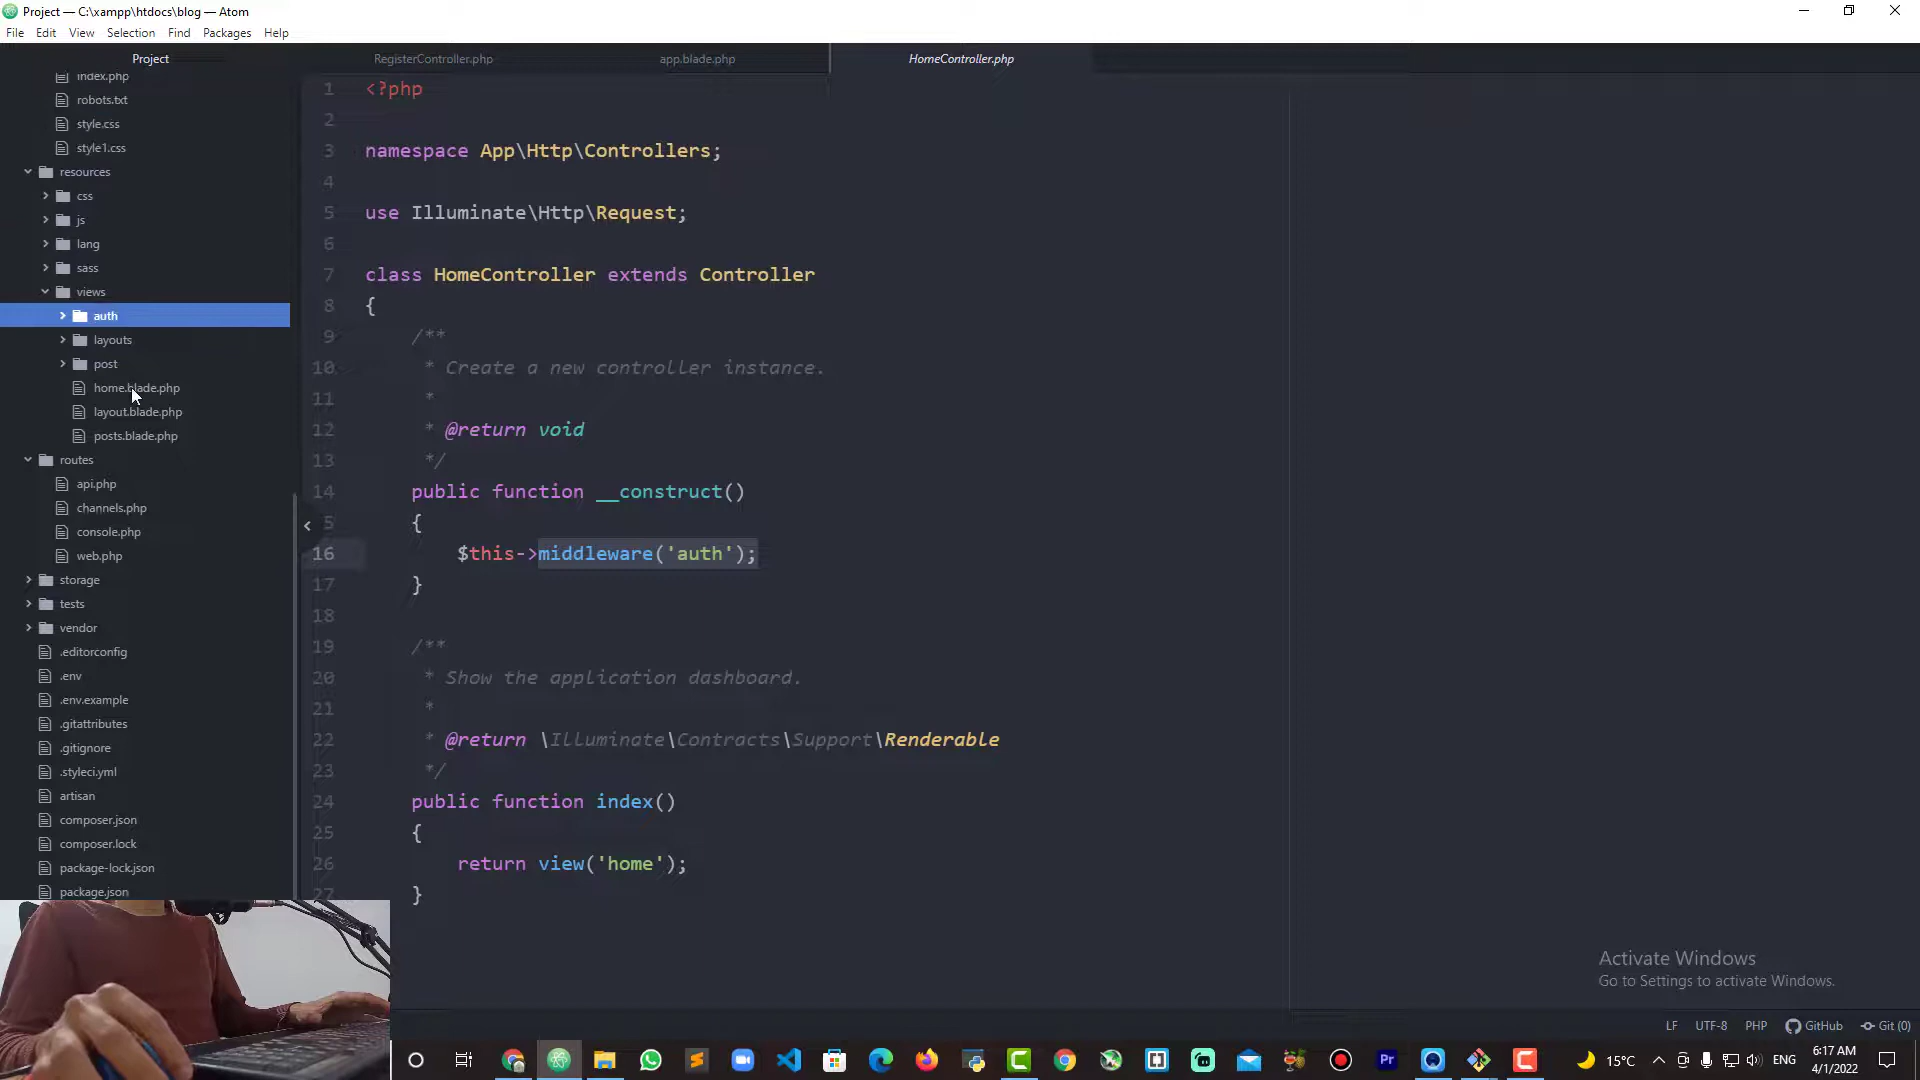 Project — C:\xampp\htdocs\blog — Atom
File Edit View Selection Find Packages Help
Project
RegisterController.php
app.blade.php
HomeController.php
index.php
robots.txt
style.css
style1.css
resources
css
js
lang
sass
views
auth
layouts
post
home.blade.php
layout.blade.php
posts.blade.php
routes
api.php
channels.php
console.php
web.php
storage
tests
vendor
.editorconfig
.env
.env.example
.gitattributes
.gitignore
.styleci.yml
artisan
composer.json
composer.lock
package-lock.json
package.json
1 <?php
2
3 namespace App\Http\Controllers;
4
5 use Illuminate\Http\Request;
6
7 class HomeController extends Controller
8 {
9 /**
10 * Create a new controller instance.
11 *
12 * @return void
13 */
14 public function __construct()
5 {
16 $this->middleware('auth');
17 }
18
19 /**
20 * Show the application dashboard.
21 *
22 * @return \Illuminate\Contracts\Support\Renderable
23 */
24 public function index()
25 {
26 return view('home');
27 }
Activate Windows
Go to Settings to activate Windows.
LF UTF-8 PHP GitHub Git (0)
Pr
15°C
ENG
6:17 AM
4/1/2022